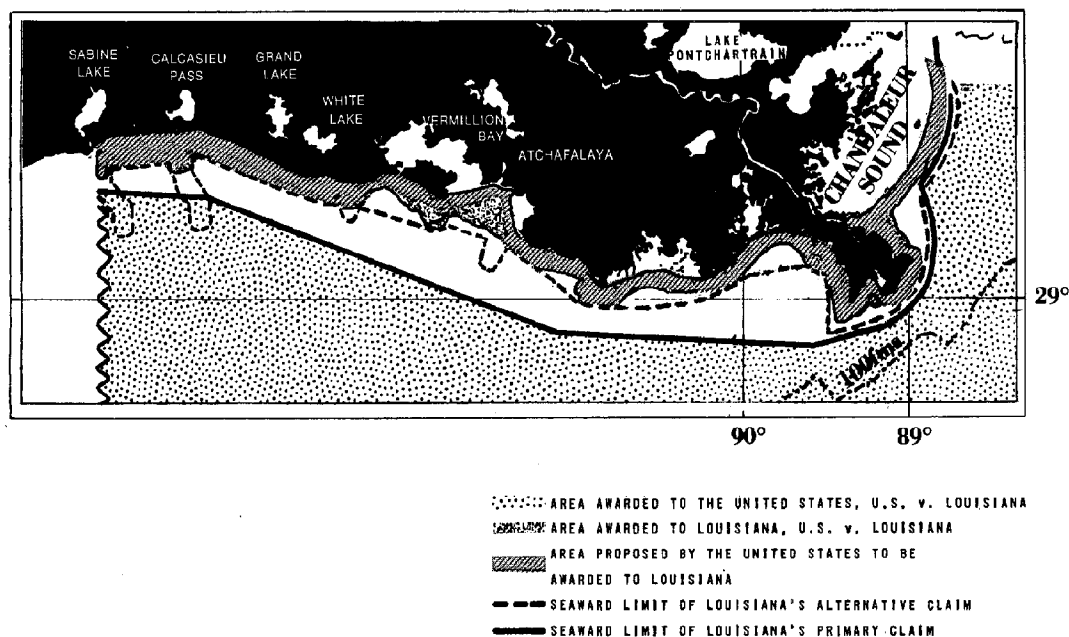 SABINE
LAKE
CALCASIEU
PASS
GRAND
LAKE
WHITE
LAKE
VERMILLION
BAY
ATCHAFALAYA
LAKE
PONTCHARTRAIN
CHANDALEUR
SOUND
29°
100fms
90°
89°
AREA AWARDED TO THE UNITED STATES, U.S. v. LOUISIANA
AREA AWARDED TO LOUISIANA, U.S. v. LOUISIANA
AREA PROPOSED BY THE UNITED STATES TO BE
AWARDED TO LOUISIANA
SEAWARD LIMIT OF LOUISIANA'S ALTERNATIVE CLAIM
SEAWARD LIMIT OF LOUISIANA'S PRIMARY CLAIM